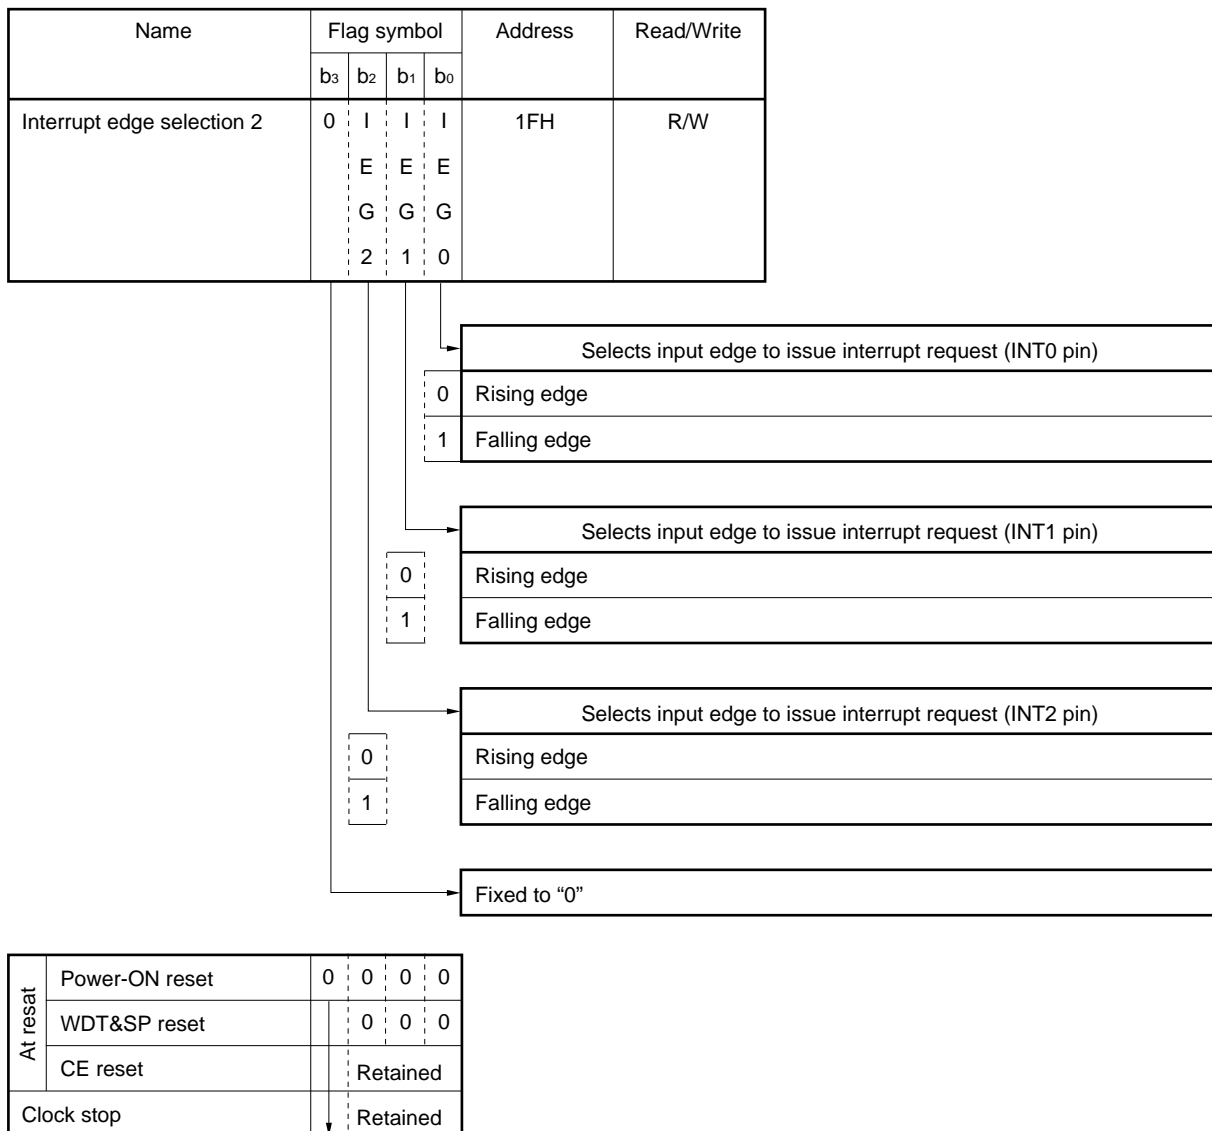 Name Flag symbol Address Read/Write
b3 b2 b1 b0
Interrupt edge selection 2 0 I I I 1FH R/W
E E E
G G G
2 1 0
Selects input edge to issue interrupt request (INT0 pin)
0 Rising edge
1 Falling edge
Selects input edge to issue interrupt request (INT1 pin)
0 Rising edge
1 Falling edge
Selects input edge to issue interrupt request (INT2 pin)
0 Rising edge
1 Falling edge
Fixed to “0”
At resat
Power-ON reset 0 0 0 0
WDT&SP reset 0 0 0
CE reset Retained
Clock stop Retained